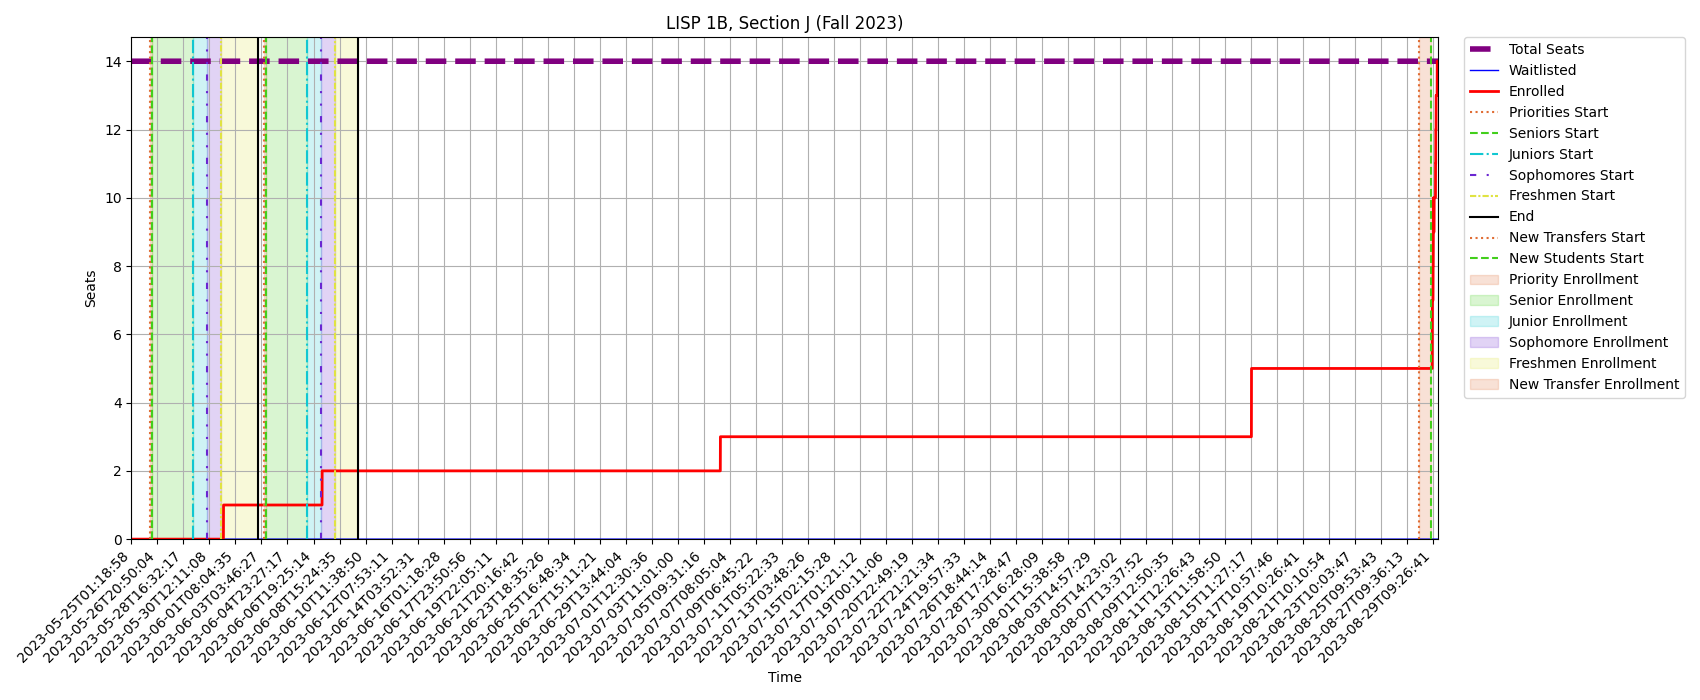 LISP 1B, Section J (Fall 2023)
Seats
14
12
10
8
6
4
2
0
2023-05-25T01:18:58
2023-05-26T20:50:04
2023-05-28T16:32:17
2023-05-30T12:11:08
2023-06-01T08:04:35
2023-06-03T03:46:27
2023-06-04T23:27:17
2023-06-06T19:25:14
2023-06-08T15:24:35
2023-06-10T11:38:50
2023-06-12T07:53:11
2023-06-14T03:52:31
2023-06-16T01:18:28
2023-06-17T23:50:56
2023-06-19T22:05:11
2023-06-21T20:16:42
2023-06-23T18:35:26
2023-06-25T16:48:34
2023-06-27T15:11:21
2023-06-29T13:44:04
2023-07-01T12:30:36
2023-07-03T11:01:00
2023-07-05T09:31:16
2023-07-07T08:05:04
2023-07-09T06:45:22
2023-07-11T05:22:33
2023-07-13T03:48:26
2023-07-15T02:15:28
2023-07-17T01:21:12
2023-07-19T00:11:06
2023-07-20T22:49:19
2023-07-22T21:21:34
2023-07-24T19:57:33
2023-07-26T18:44:14
2023-07-28T17:28:47
2023-07-30T16:28:09
2023-08-01T15:38:58
2023-08-03T14:57:29
2023-08-05T14:23:02
2023-08-07T13:37:52
2023-08-09T12:50:35
2023-08-11T12:26:43
2023-08-13T11:58:50
2023-08-15T11:27:17
2023-08-17T10:57:46
2023-08-19T10:26:41
2023-08-21T10:10:54
2023-08-23T10:03:47
2023-08-25T09:53:43
2023-08-27T09:36:13
2023-08-29T09:26:41
Time
Total Seats
Waitlisted
Enrolled
Priorities Start
Seniors Start
Juniors Start
Sophomores Start
Freshmen Start
End
New Transfers Start
New Students Start
Priority Enrollment
Senior Enrollment
Junior Enrollment
Sophomore Enrollment
Freshmen Enrollment
New Transfer Enrollment